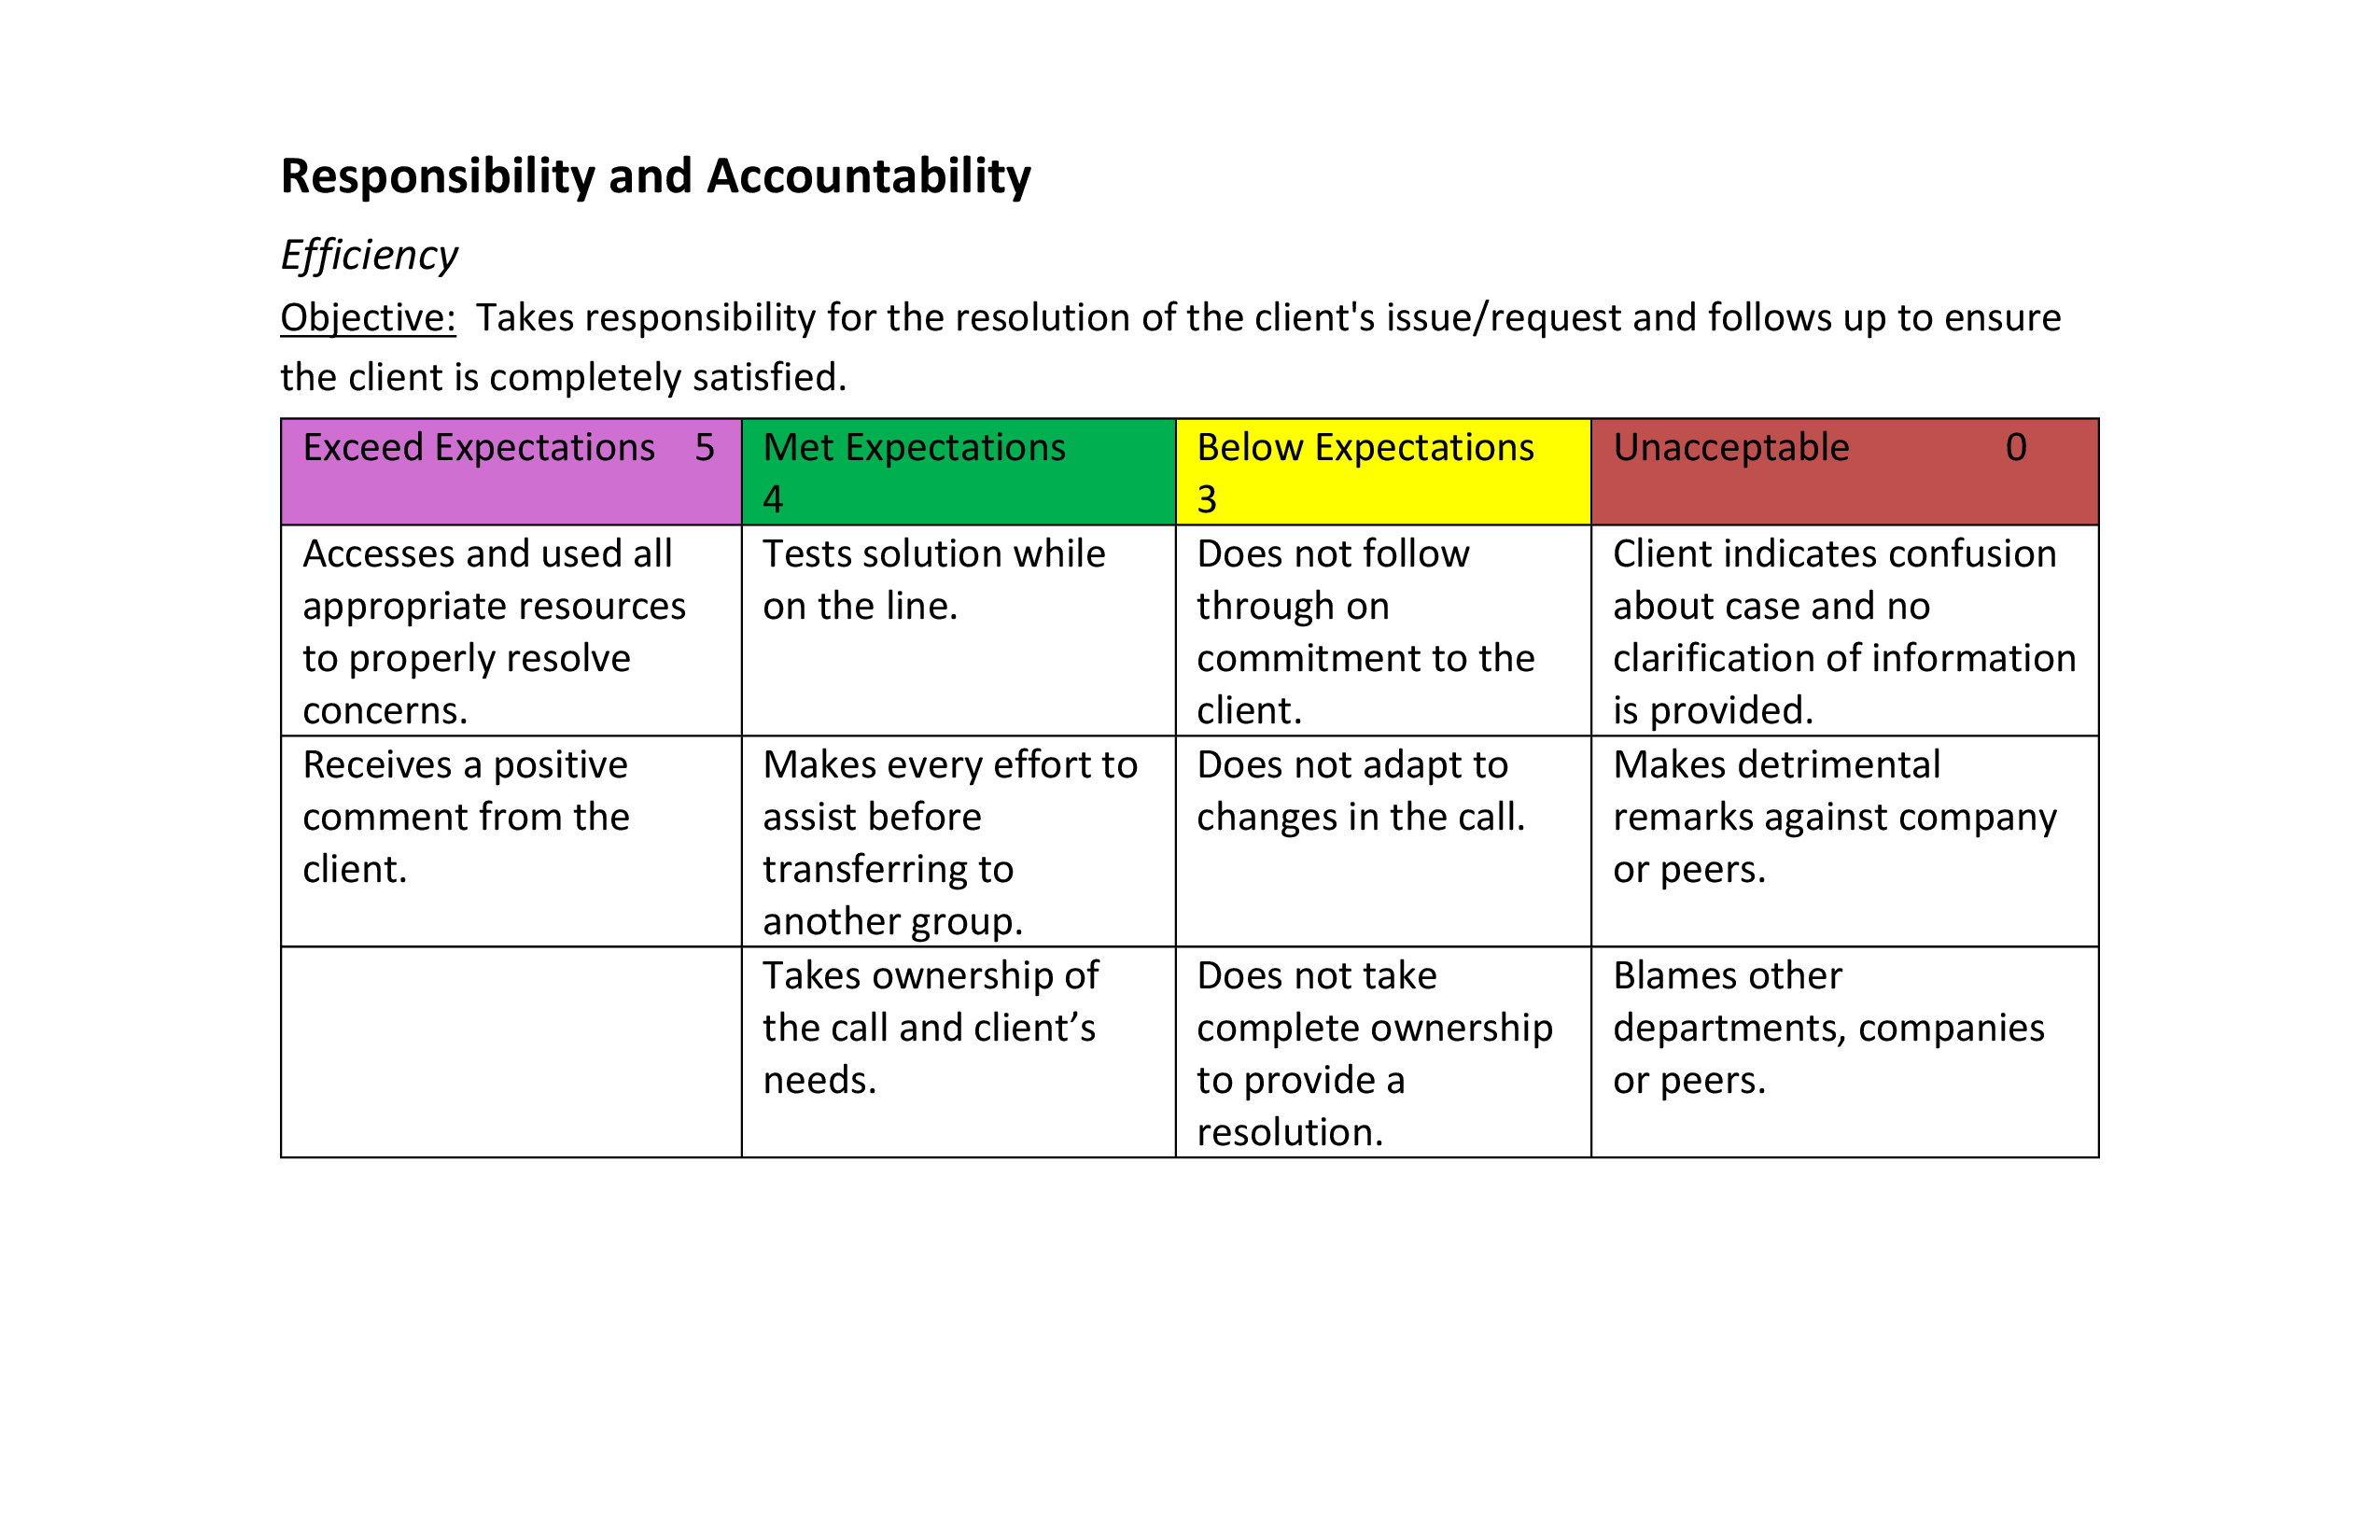 Responsibility and Accountability
Efficiency
Objective: Takes responsibility for the resolution of the client's issue/request and follows up to ensure
the client is completely satisfied.
Exceed Expectations 5
Met Expectations
4
Below Expectations
3
Unacceptable 0
Accesses and used all
appropriate resources
to properly resolve
concerns.
Tests solution while
on the line.
Does not follow
through on
commitment to the
client.
Client indicates confusion
about case and no
clarification of information
is provided.
Receives a positive
comment from the
client.
Makes every effort to
assist before
transferring to
another group.
Does not adapt to
changes in the call.
Makes detrimental
remarks against company
or peers.
Takes ownership of
the call and client’s
needs.
Does not take
complete ownership
to provide a
resolution.
Blames other
departments, companies
or peers.